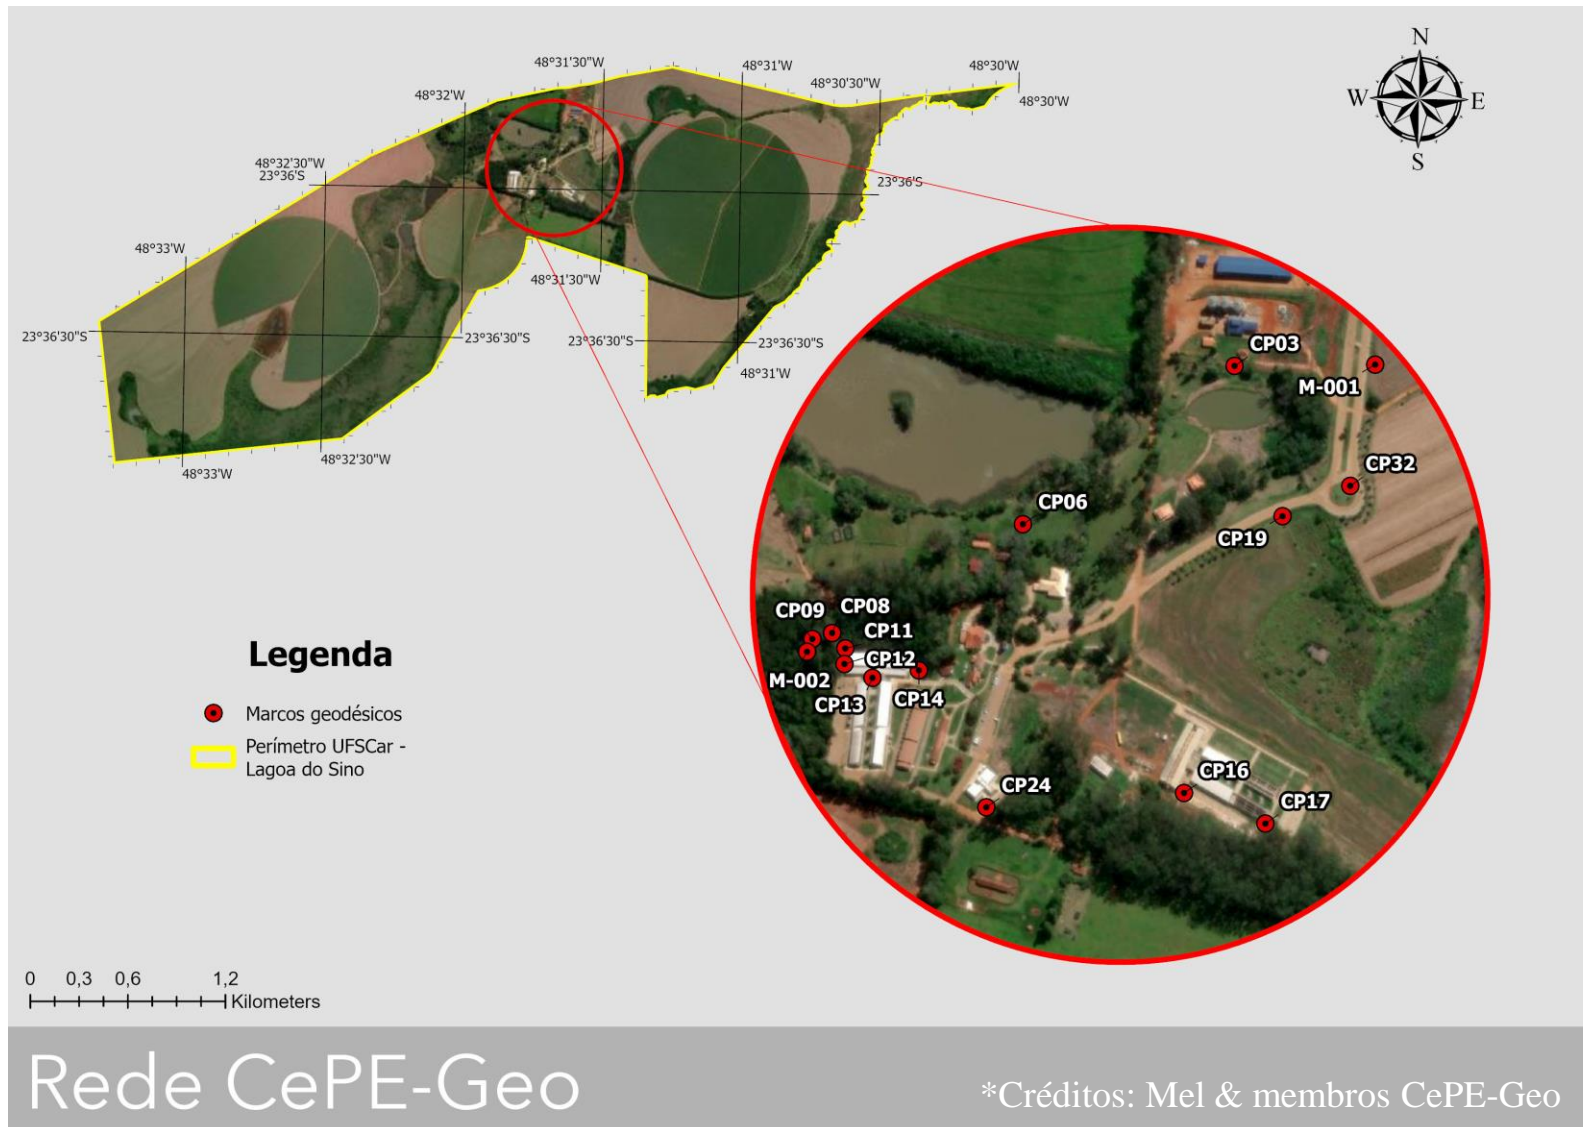 48°31'30"W
48°31'W
48°30'30"W
48°30'W
48°30'W
48°32'W
48°32'30"W
23°36'S
23°36'S
48°33'W
48°31'30"W
23°36'30"S
23°36'30"S
23°36'30"S
23°36'30"S
48°31'W
48°33'W
48°32'30"W
N
W
E
S
CP03
M-001
CP32
CP06
CP19
CP09
CP08
CP11
CP12
M-002
CP13
CP14
CP16
CP24
CP17
Legenda
Marcos geodésicos
Perímetro UFSCar -
Lagoa do Sino
0 0,3 0,6 1,2
Kilometers
Rede CePE-Geo
*Créditos: Mel & membros CePE-Geo